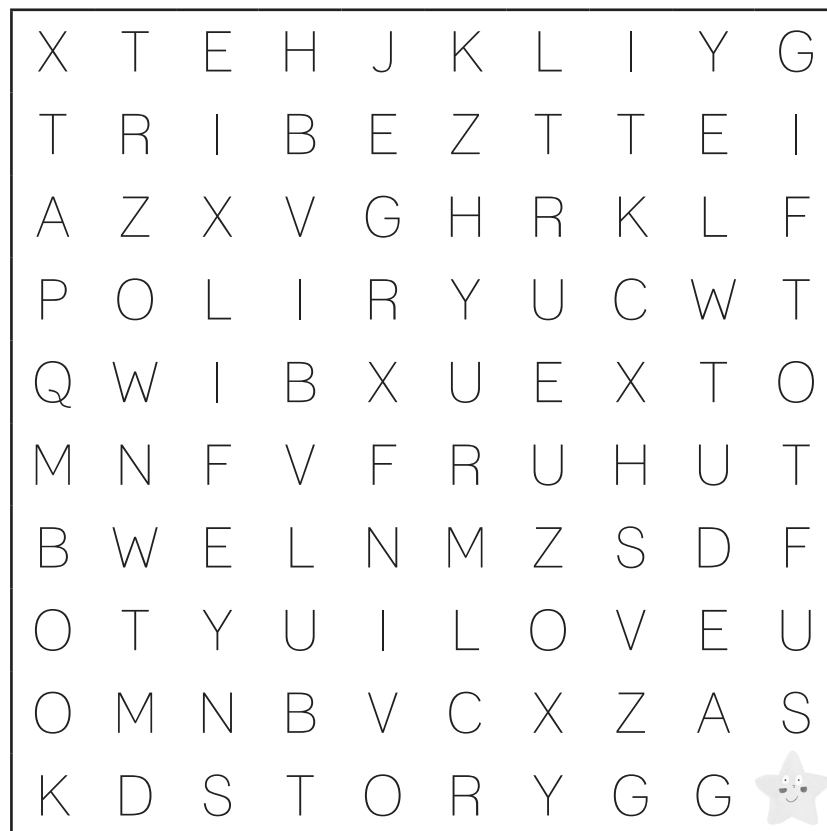 X T E H J K L I Y G
T R I B E Z T T E I
A Z X V G H R K L F
P O L I R Y U C W T
Q W I B X U E X T O
M N F V F R U H U T
B W E L N M Z S D F
O T Y U I L O V E U
O M N B V C X Z A S
K D S T O R Y G G